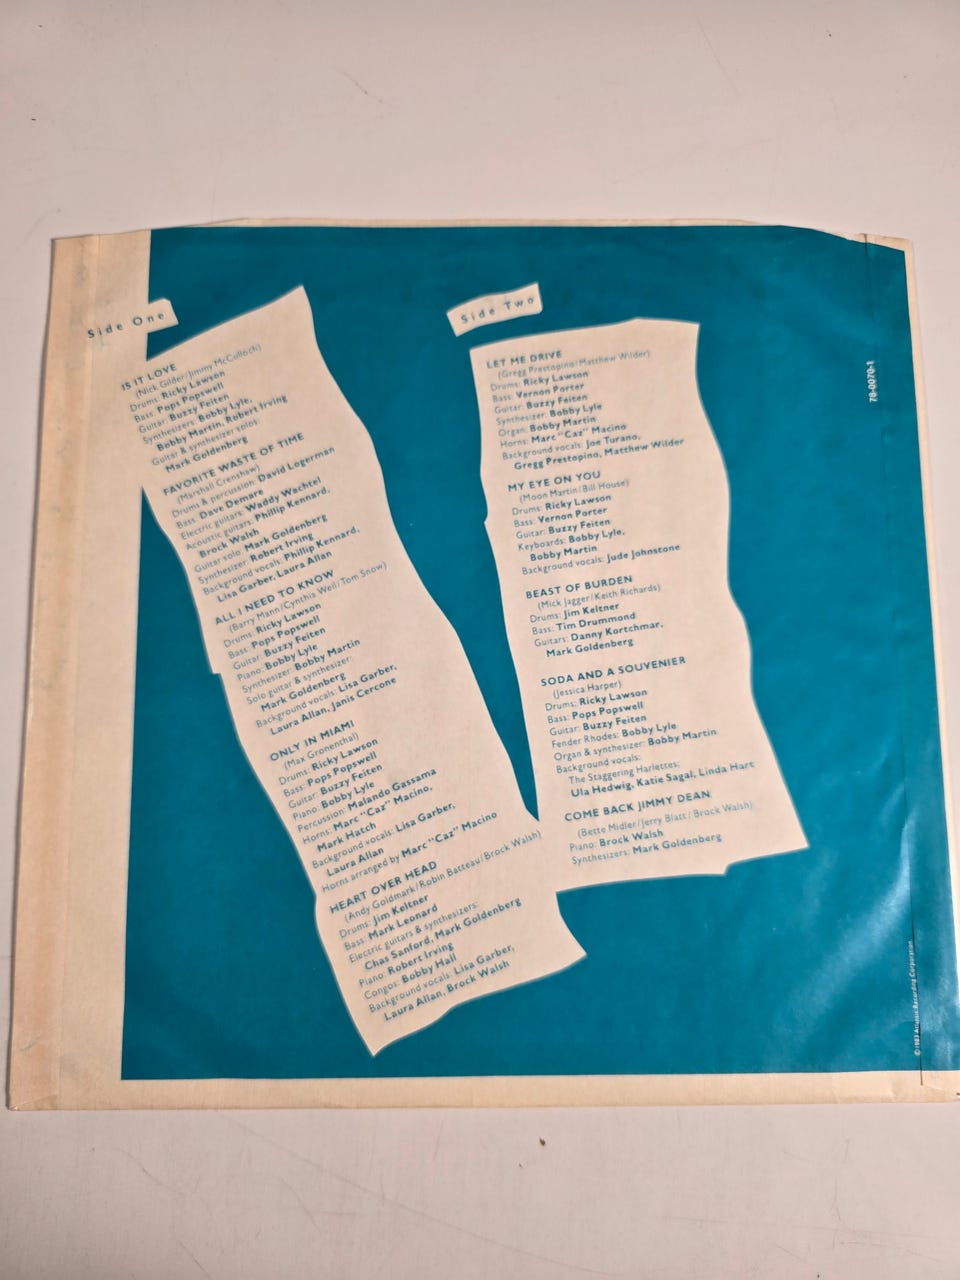 Side One
IS IT LOVE
(Nick Gilder/Jimmy McCulloch)
Drums: Ricky Lawson
Bass: Pops Popswell
Guitar: Buzzy Feiten
Synthesizers: Bobby Lyle,
Bobby Martin, Robert Irving
Guitar & synthesizer solos:
Mark Goldenberg
FAVORITE WASTE OF TIME
(Marshall Crenshaw)
Drums & percussion: David Logerman
Bass: Dave Demare
Electric guitars: Waddy Wachtel
Acoustic guitars: Phillip Kennard,
Brock Walsh
Guitar solo: Mark Goldenberg
Synthesizer: Robert Irving
Background vocals: Phillip Kennard,
Lisa Garber, Laura Allan
ALL I NEED TO KNOW
(Barry Mann/Cynthia Weil/Tom Snow)
Drums: Ricky Lawson
Bass: Pops Popswell
Guitar: Buzzy Feiten
Piano: Bobby Lyle
Synthesizer: Bobby Martin
Solo guitar & synthesizer:
Mark Goldenberg
Background vocals: Lisa Garber,
Laura Allan, Janis Cercone
ONLY IN MIAMI
(Max Gronenthal)
Drums: Ricky Lawson
Bass: Pops Popswell
Guitar: Buzzy Feiten
Piano: Bobby Lyle
Percussion: Malando Gassama
Horns: Marc "Caz" Macino,
Mark Hatch
Background vocals: Lisa Garber,
Laura Allan
Horns arranged by Marc "Caz" Macino
HEART OVER HEAD
(Andy Goldmark/Robin Batteau/Brock Walsh)
Drums: Jim Keltner
Bass: Mark Leonard
Electric guitars & synthesizers:
Chas Sanford, Mark Goldenberg
Piano: Robert Irving
Congos: Bobby Hall
Background vocals: Lisa Garber,
Laura Allan, Brock Walsh
Side Two
LET ME DRIVE
(Gregg Prestopino/Matthew Wilder)
Drums: Ricky Lawson
Bass: Vernon Porter
Guitar: Buzzy Feiten
Synthesizer: Bobby Lyle
Organ: Bobby Martin
Horns: Marc "Caz" Macino
Background vocals: Joe Turano,
Gregg Prestopino, Matthew Wilder
MY EYE ON YOU
(Moon Martin/Bill House)
Drums: Ricky Lawson
Bass: Vernon Porter
Guitar: Buzzy Feiten
Keyboards: Bobby Lyle,
Bobby Martin
Background vocals: Jude Johnstone
BEAST OF BURDEN
(Mick Jagger/Keith Richards)
Drums: Jim Keltner
Bass: Tim Drummond
Guitars: Danny Kortchmar,
Mark Goldenberg
SODA AND A SOUVENIER
(Jessica Harper)
Drums: Ricky Lawson
Bass: Pops Popswell
Guitar: Buzzy Feiten
Fender Rhodes: Bobby Lyle
Organ & synthesizer: Bobby Martin
Background vocals:
The Staggering Harlettes:
Ula Hedwig, Katie Sagal, Linda Hart
COME BACK JIMMY DEAN
(Bette Midler/Jerry Blatt/Brock Walsh)
Piano: Brock Walsh
Synthesizers: Mark Goldenberg
78-0070-1
©1983 Atlantic Recording Corporation